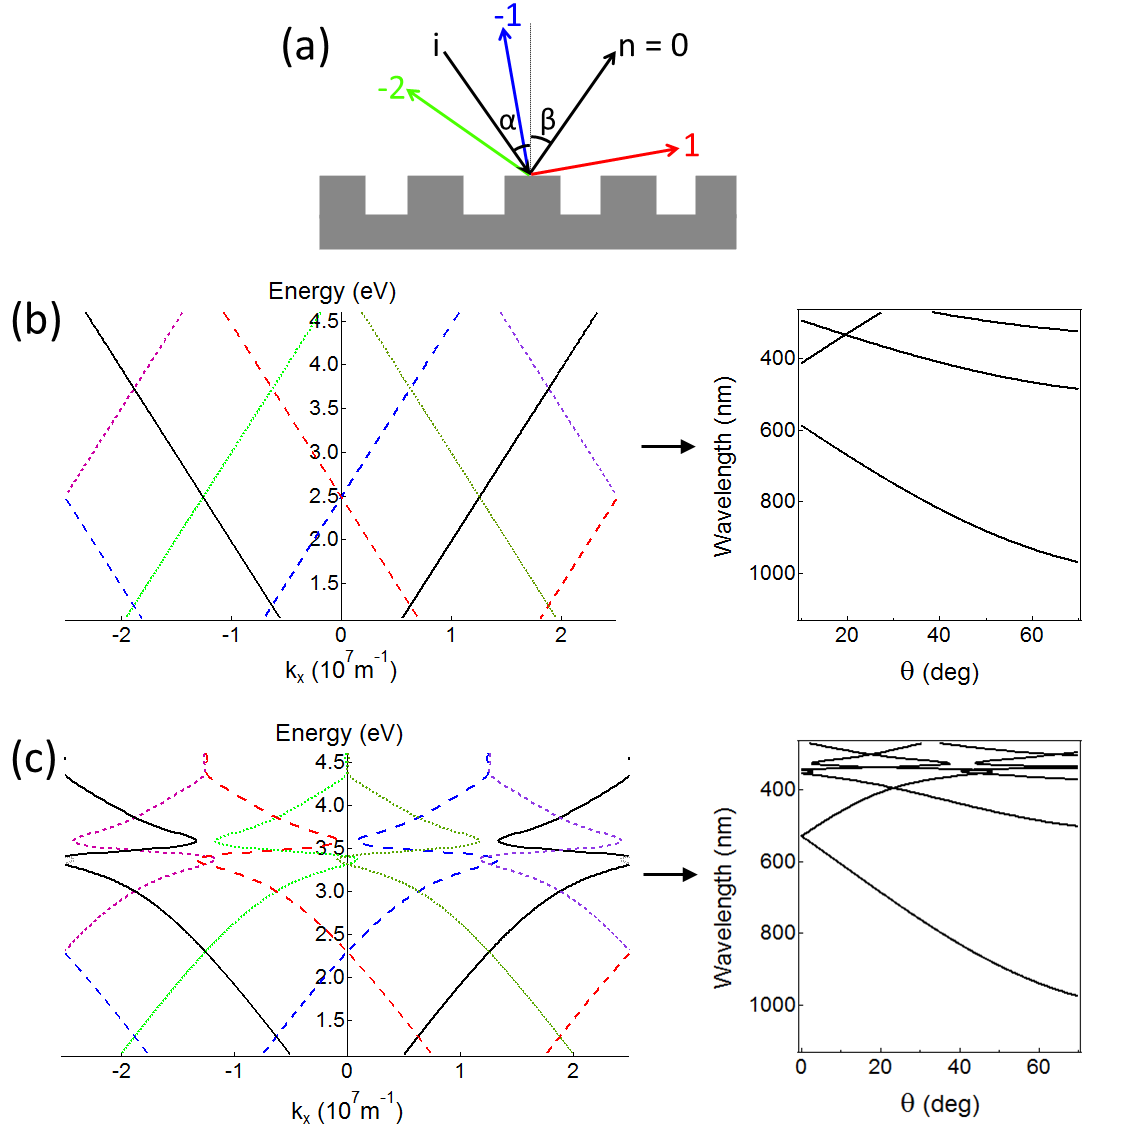 (a)
-1
i
n = 0
-2
α
β
1
(b)
Energy (eV)
4.5
4.0
3.5
3.0
2.5
2.0
1.5
-2
-1
0
1
2
kx (10⁷m⁻¹)
Wavelength (nm)
400
600
800
1000
20
40
60
θ (deg)
(c)
Energy (eV)
4.5
4.0
3.5
3.0
2.5
2.0
1.5
-2
-1
0
1
2
kx (10⁷m⁻¹)
Wavelength (nm)
400
600
800
1000
0
20
40
60
θ (deg)